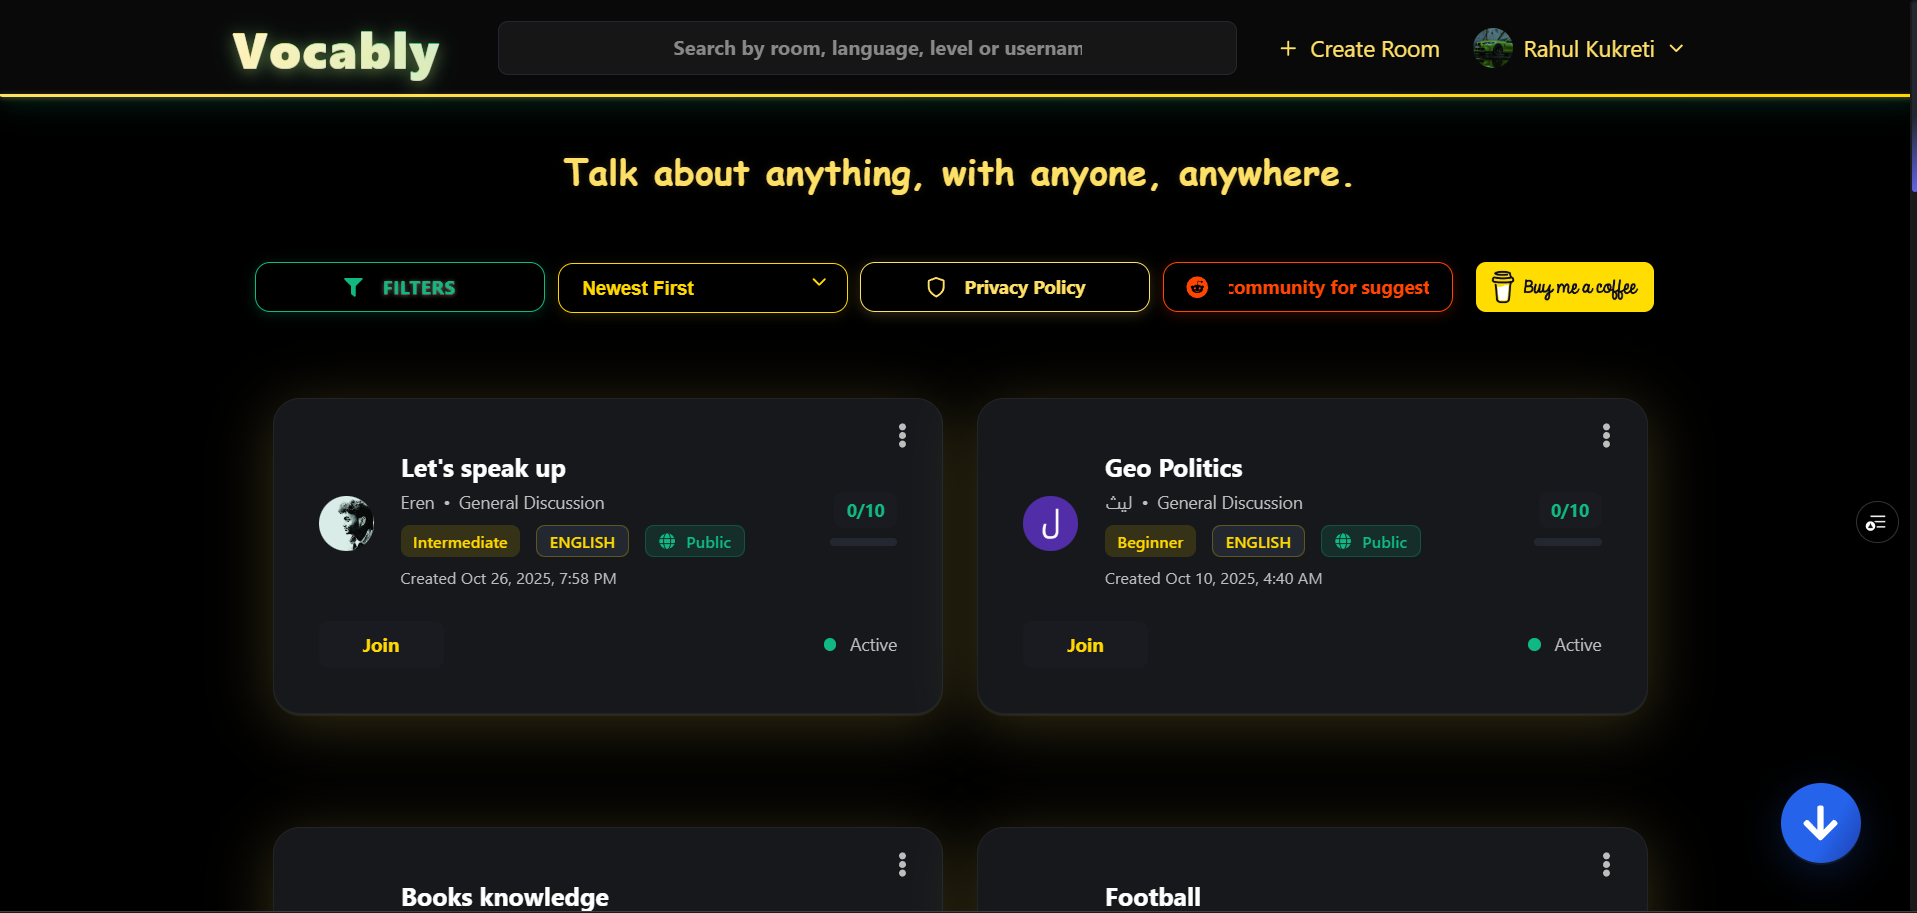 Vocably
Search by room, language, level or usernam
+ Create Room
Rahul Kukreti
Talk about anything, with anyone, anywhere.
FILTERS
Newest First
Privacy Policy
community for suggest
Buy me a coffee
Let's speak up
Eren • General Discussion
0/10
Intermediate
ENGLISH
Public
Created Oct 26, 2025, 7:58 PM
Join
Active
Geo Politics
ل
ليث • General Discussion
0/10
Beginner
ENGLISH
Public
Created Oct 10, 2025, 4:40 AM
Join
Active
Books knowledge
Football